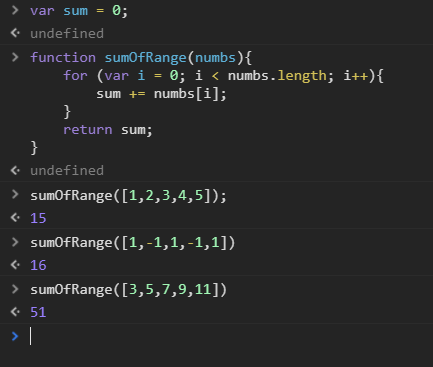 > var sum = 0;
< undefined
> function sumOfRange(numbs){
for (var i = 0; i < numbs.length; i++){
sum += numbs[i];
}
return sum;
}
< undefined
> sumOfRange([1,2,3,4,5]);
< 15
> sumOfRange([1,-1,1,-1,1])
< 16
> sumOfRange([3,5,7,9,11])
< 51
>